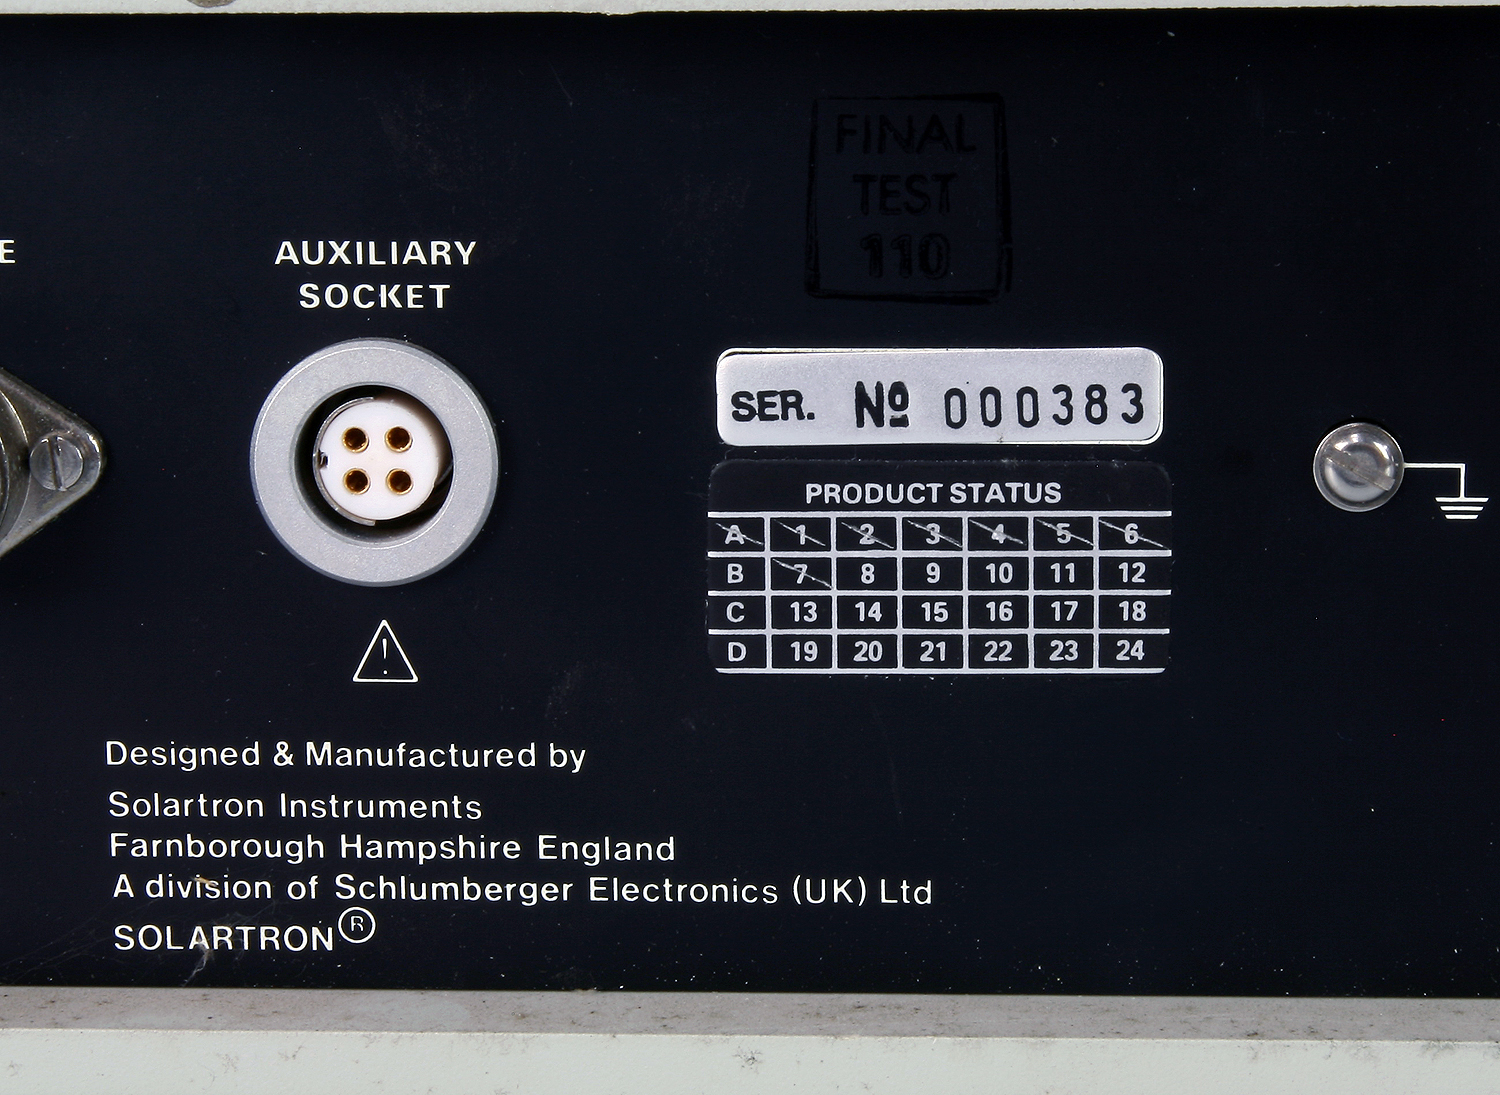 FINAL
TEST
110
E
AUXILIARY
SOCKET
SER. Nº 000383
PRODUCT STATUS
A 1 2 3 4 5 6
B 7 8 9 10 11 12
C 13 14 15 16 17 18
D 19 20 21 22 23 24
!
Designed & Manufactured by
Solartron Instruments
Farnborough Hampshire England
A division of Schlumberger Electronics (UK) Ltd
SOLARTRON®